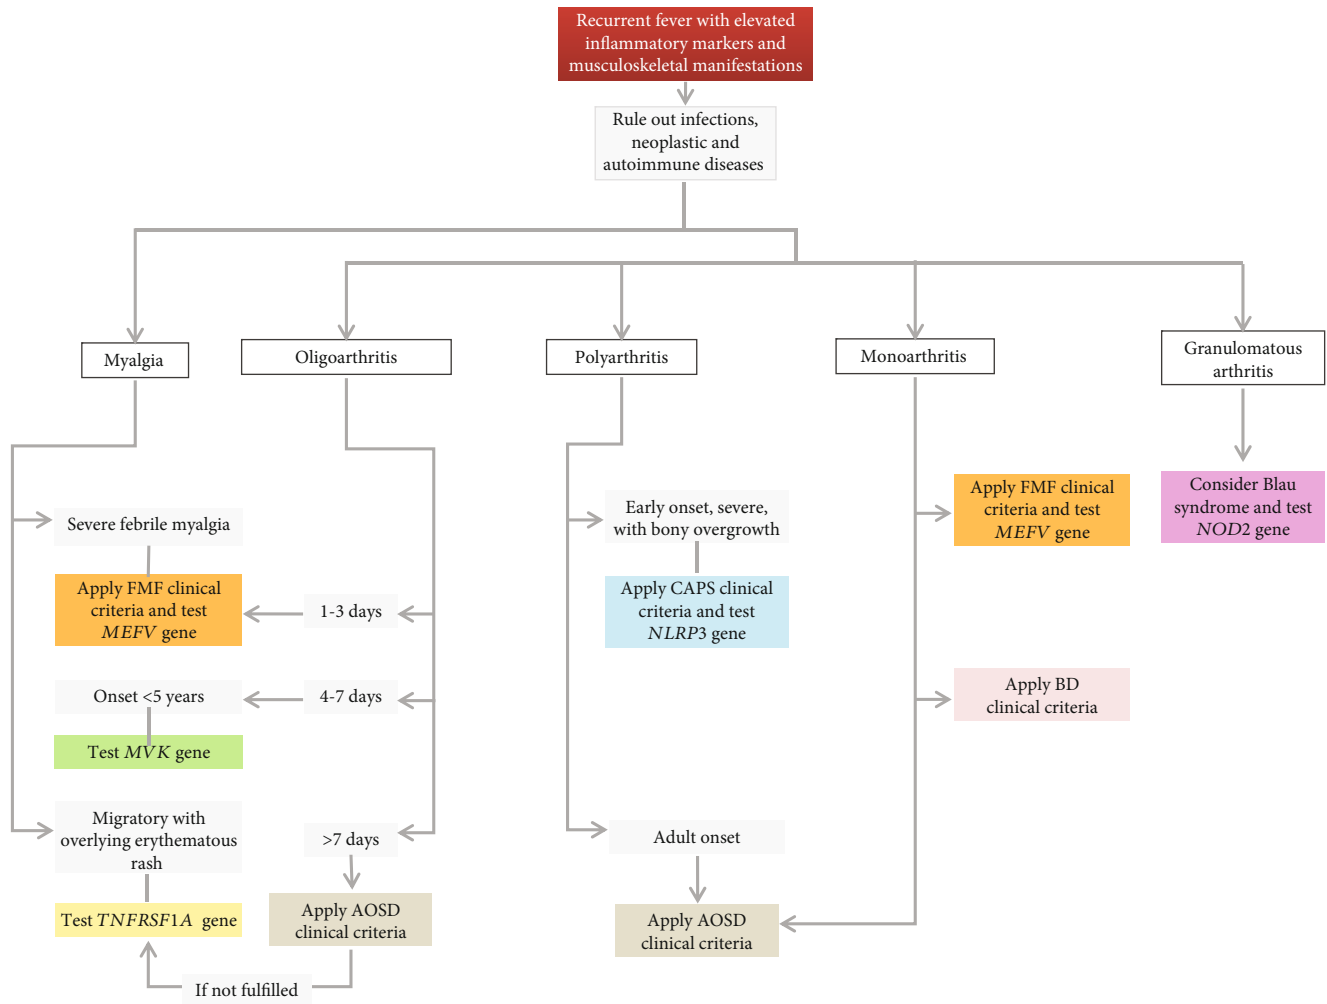 Recurrent fever with elevated
inflammatory markers and
musculoskeletal manifestations
Rule out infections,
neoplastic and
autoimmune diseases
Myalgia
Oligoarthritis
Polyarthritis
Monoarthritis
Granulomatous
arthritis
Severe febrile myalgia
Apply FMF clinical
criteria and test
MEFV gene
1-3 days
Onset <5 years
4-7 days
Test MVK gene
Migratory with
overlying erythematous
rash
>7 days
Test TNFRSF1A gene
Apply AOSD
clinical criteria
If not fulfilled
Early onset, severe,
with bony overgrowth
Apply CAPS clinical
criteria and test
NLRP3 gene
Adult onset
Apply AOSD
clinical criteria
Apply FMF clinical
criteria and test
MEFV gene
Apply BD
clinical criteria
Consider Blau
syndrome and test
NOD2 gene